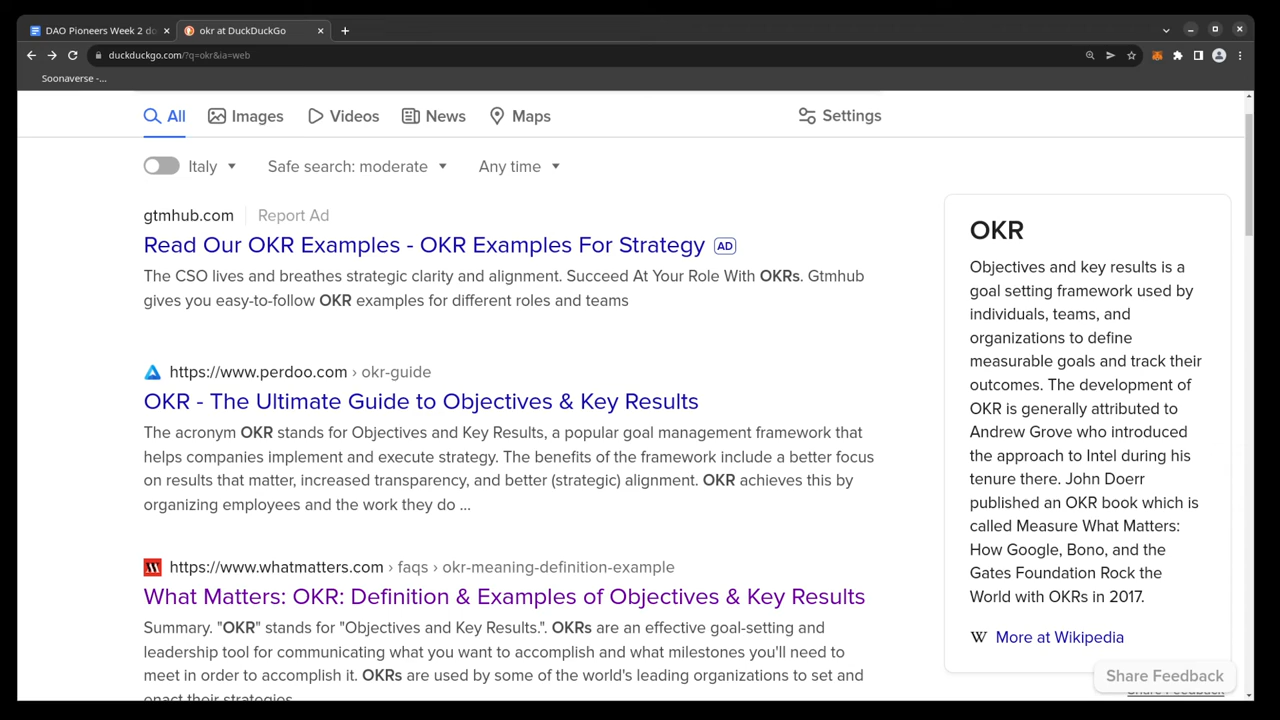 DAO Pioneers Week 2 do
okr at DuckDuckGo
duckduckgo.com/?q=okr&ia=web
Soonaverse -...
All
Images
Videos
News
Maps
Settings
Italy
Safe search: moderate
Any time
gtmhub.com
Report Ad
Read Our OKR Examples - OKR Examples For Strategy AD
The CSO lives and breathes strategic clarity and alignment. Succeed At Your Role With OKRs. Gtmhub
gives you easy-to-follow OKR examples for different roles and teams
https://www.perdoo.com › okr-guide
OKR - The Ultimate Guide to Objectives & Key Results
The acronym OKR stands for Objectives and Key Results, a popular goal management framework that
helps companies implement and execute strategy. The benefits of the framework include a better focus
on results that matter, increased transparency, and better (strategic) alignment. OKR achieves this by
organizing employees and the work they do ...
https://www.whatmatters.com › faqs › okr-meaning-definition-example
What Matters: OKR: Definition & Examples of Objectives & Key Results
Summary. "OKR" stands for "Objectives and Key Results.". OKRs are an effective goal-setting and
leadership tool for communicating what you want to accomplish and what milestones you'll need to
meet in order to accomplish it. OKRs are used by some of the world's leading organizations to set and
enact their strategies
OKR
Objectives and key results is a
goal setting framework used by
individuals, teams, and
organizations to define
measurable goals and track their
outcomes. The development of
OKR is generally attributed to
Andrew Grove who introduced
the approach to Intel during his
tenure there. John Doerr
published an OKR book which is
called Measure What Matters:
How Google, Bono, and the
Gates Foundation Rock the
World with OKRs in 2017.
W More at Wikipedia
Share Feedback
Share Feedback